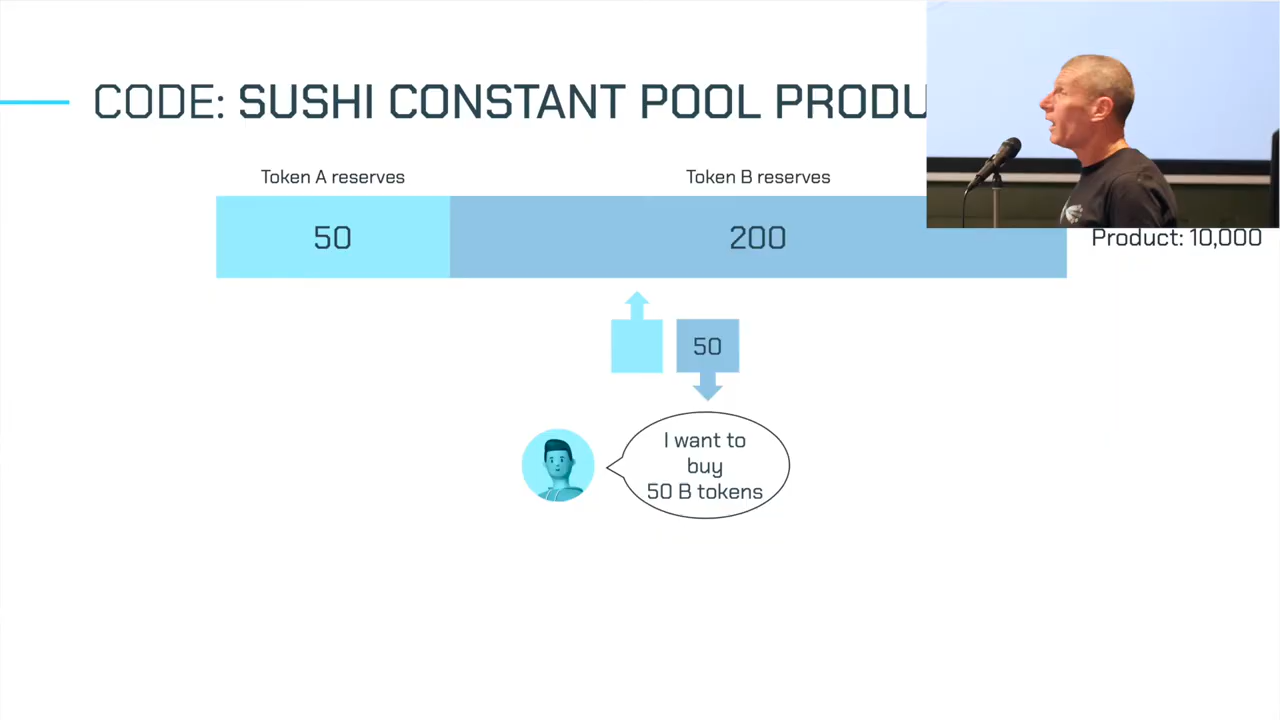 CODE: SUSHI CONSTANT POOL PRODU
Token A reserves
Token B reserves
50
200
Product: 10,000
50
I want to
buy
50 B tokens